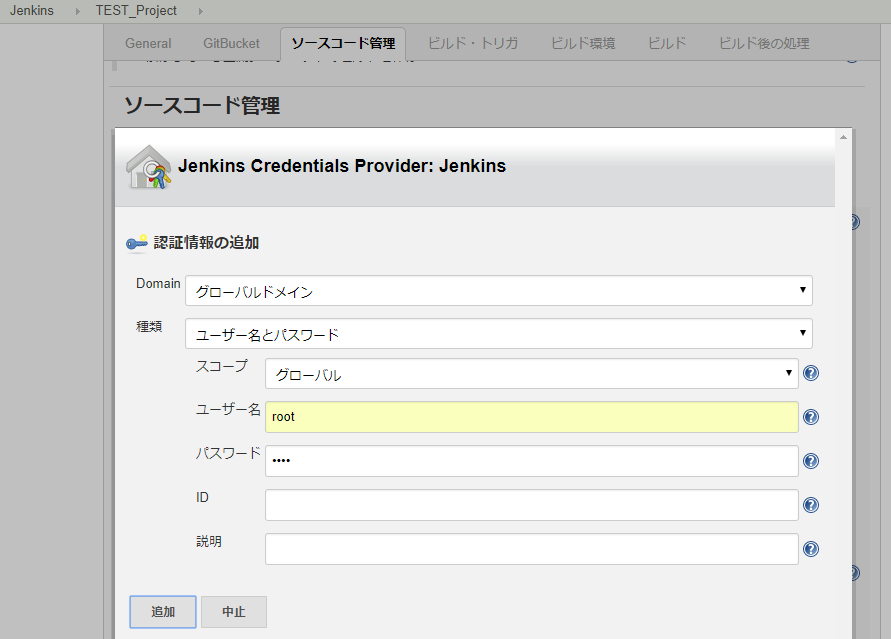 Jenkins TEST_Project
General GitBucket ソースコード管理 ビルド・トリガ ビルド環境 ビルド ビルド後の処理
ソースコード管理
Jenkins Credentials Provider: Jenkins
認証情報の追加
Domain グローバルドメイン
種類 ユーザー名とパスワード
スコープ グローバル
ユーザー名 root
パスワード ••••
ID
説明
追加 中止